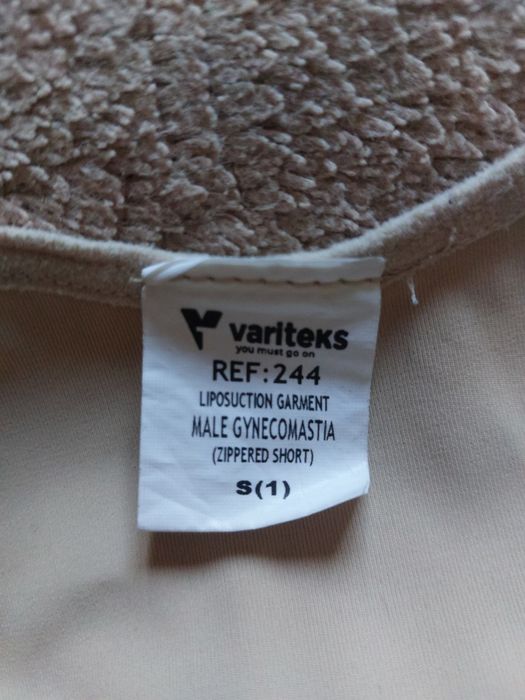 variteks
you must go on
REF:244
LIPOSUCTION GARMENT
MALE GYNECOMASTIA
(ZIPPERED SHORT)
S(1)